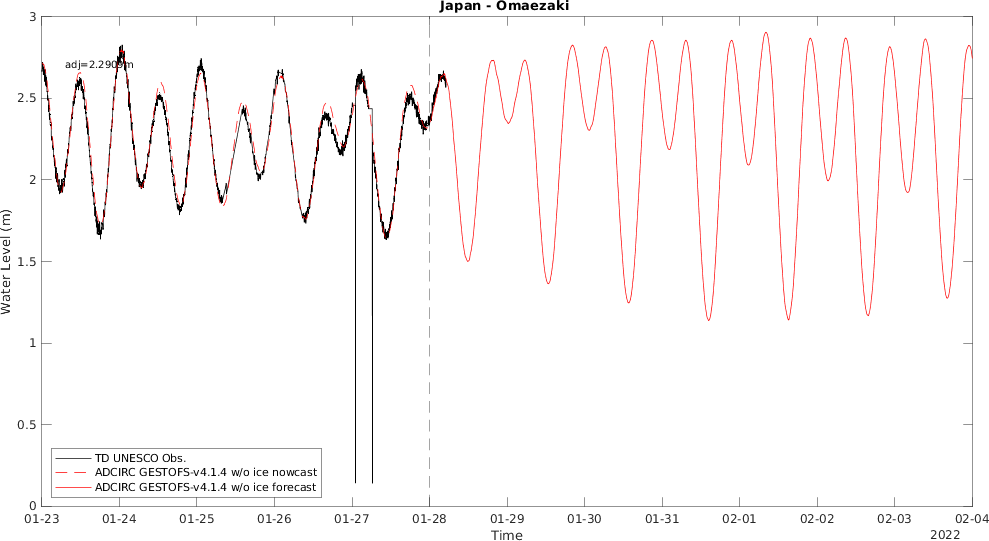 Japan - Omaezaki
adj=2.2909m
3
2.5
2
1.5
1
0.5
0
Water Level (m)
TD UNESCO Obs.
ADCIRC GESTOFS-v4.1.4 w/o ice nowcast
ADCIRC GESTOFS-v4.1.4 w/o ice forecast
01-23 01-24 01-25 01-26 01-27 01-28 01-29 01-30 01-31 02-01 02-02 02-03 02-04
Time
2022